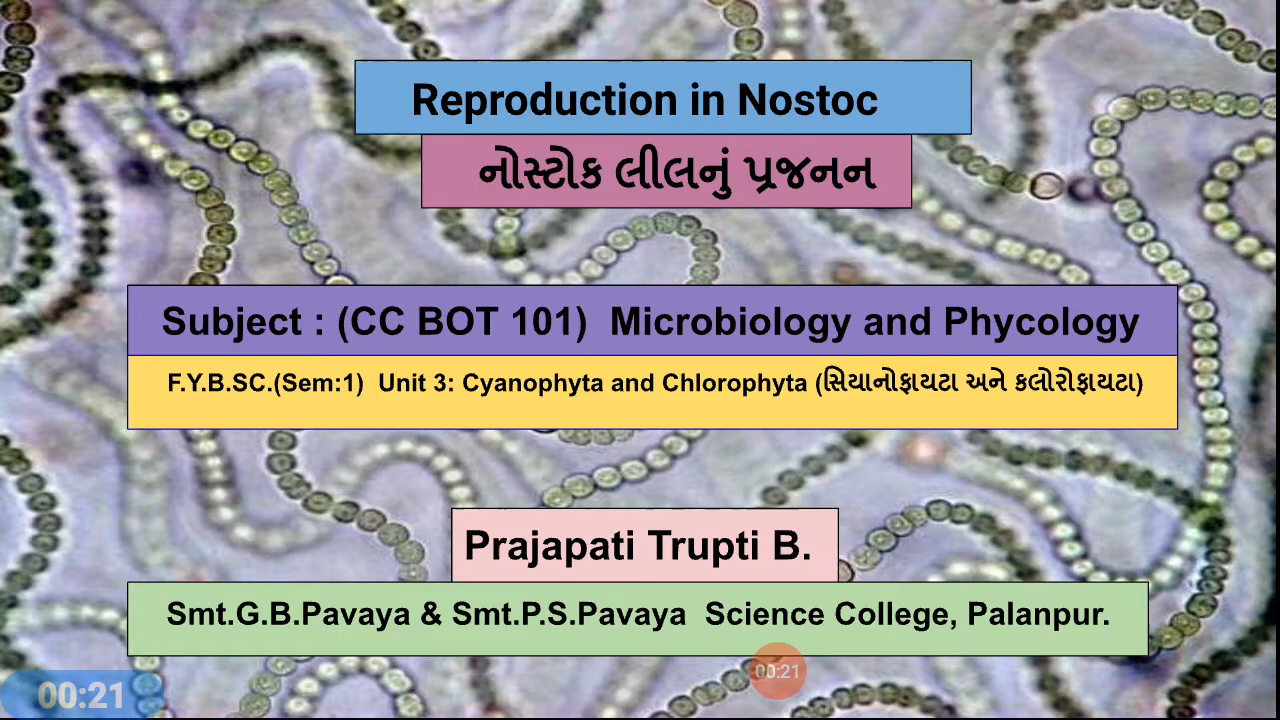 Reproduction in Nostoc
નોસ્ટોક લીલનું પ્રજનન
Subject : (CC BOT 101) Microbiology and Phycology
F.Y.B.SC.(Sem:1) Unit 3: Cyanophyta and Chlorophyta (સિયાનોફાયટા અને કલોરોફાયટા)
Prajapati Trupti B.
Smt.G.B.Pavaya & Smt.P.S.Pavaya Science College, Palanpur.
00:21
00:21